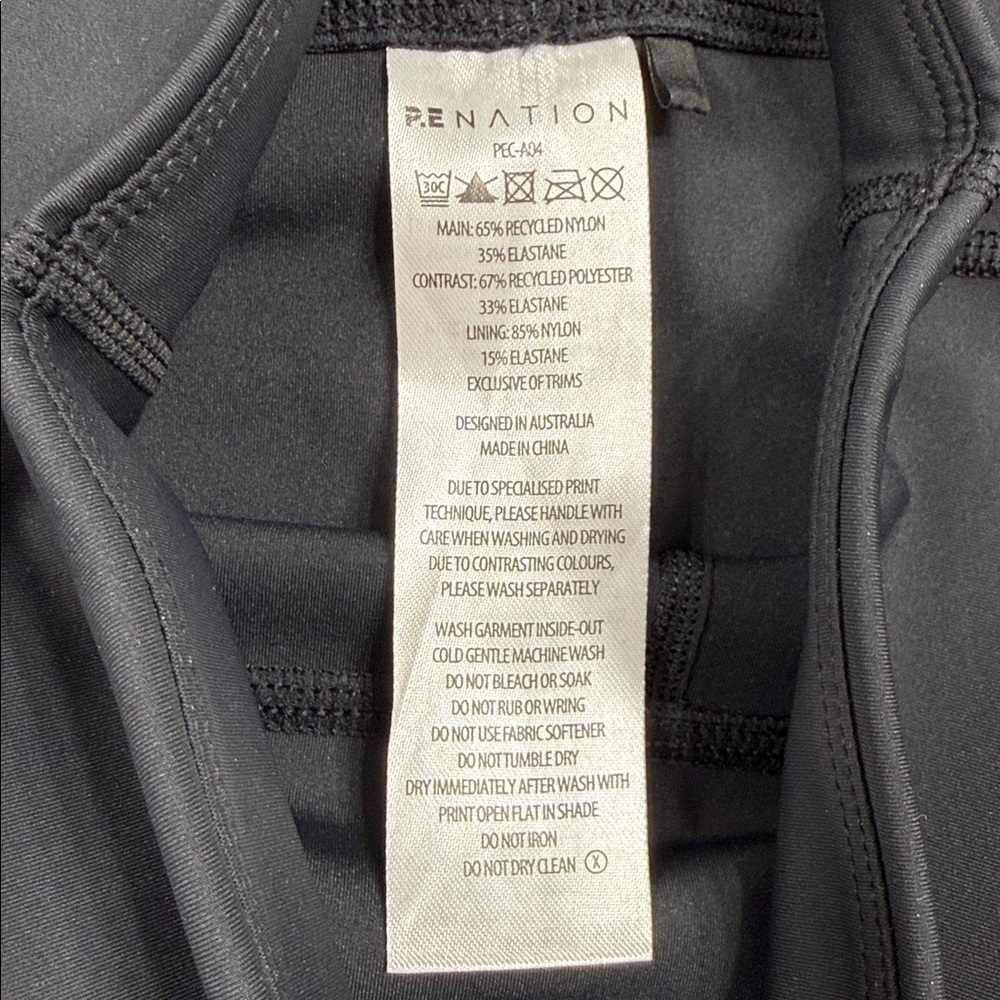 P.E NATION
PEC-A04
30C
MAIN: 65% RECYCLED NYLON
35% ELASTANE
CONTRAST: 67% RECYCLED POLYESTER
33% ELASTANE
LINING: 85% NYLON
15% ELASTANE
EXCLUSIVE OF TRIMS
DESIGNED IN AUSTRALIA
MADE IN CHINA
DUE TO SPECIALISED PRINT
TECHNIQUE, PLEASE HANDLE WITH
CARE WHEN WASHING AND DRYING
DUE TO CONTRASTING COLOURS,
PLEASE WASH SEPARATELY
WASH GARMENT INSIDE-OUT
COLD GENTLE MACHINE WASH
DO NOT BLEACH OR SOAK
DO NOT RUB OR WRING
DO NOT USE FABRIC SOFTENER
DO NOT TUMBLE DRY
DRY IMMEDIATELY AFTER WASH WITH
PRINT OPEN FLAT IN SHADE
DO NOT IRON
DO NOT DRY CLEAN Ⓧ